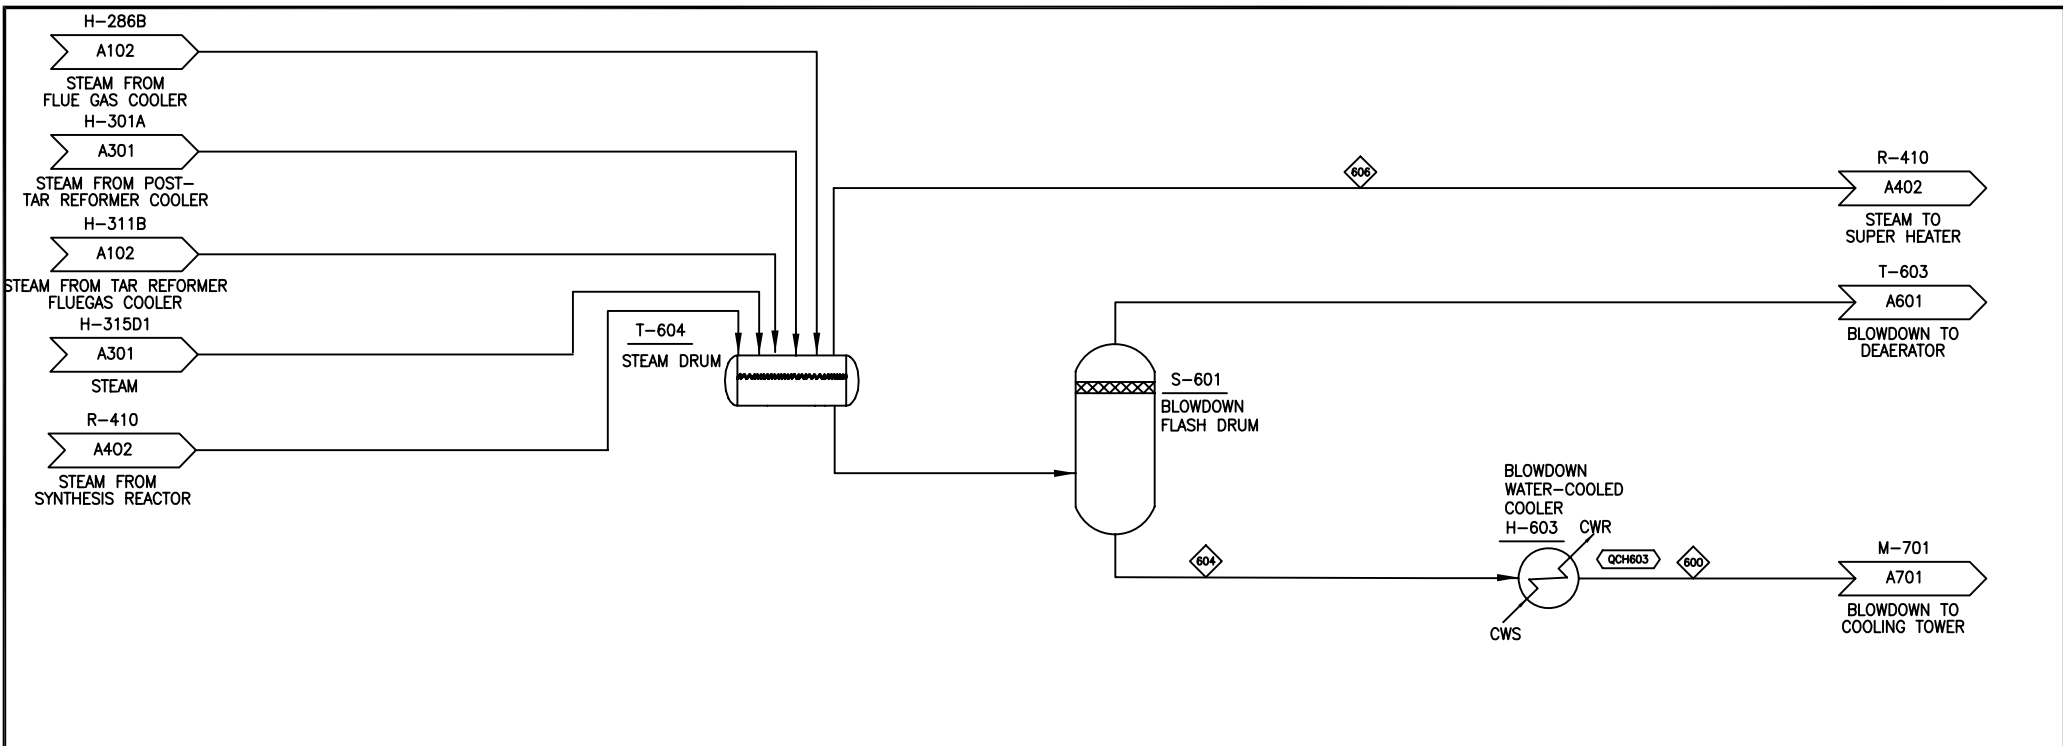 H-286B
A102
STEAM FROM
FLUE GAS COOLER
H-301A
A301
STEAM FROM POST-
TAR REFORMER COOLER
H-311B
A102
STEAM FROM TAR REFORMER
FLUEGAS COOLER
H-315D1
A301
STEAM
R-410
A402
STEAM FROM
SYNTHESIS REACTOR
T-604
STEAM DRUM
S-601
BLOWDOWN
FLASH DRUM
606
604
BLOWDOWN
WATER-COOLED
COOLER
H-603
CWR
CWS
QCH603
600
R-410
A402
STEAM TO
SUPER HEATER
T-603
A601
BLOWDOWN TO
DEAERATOR
M-701
A701
BLOWDOWN TO
COOLING TOWER